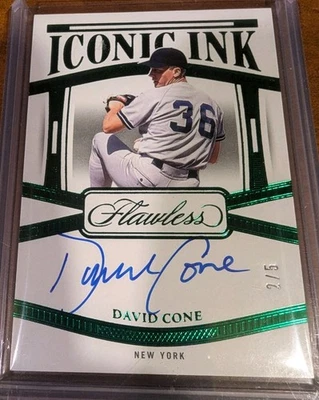 ICONIC INK
36
Flawless
David Cone
2/5
DAVID CONE
NEW YORK